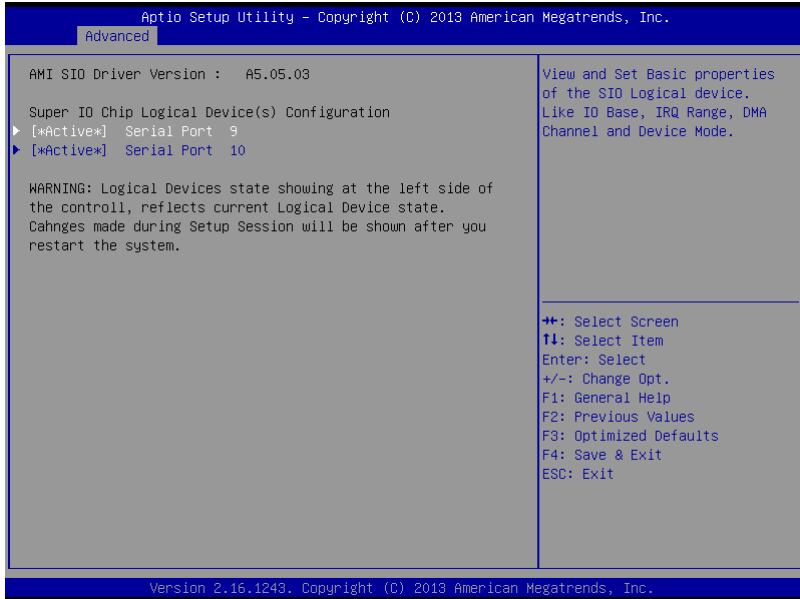 Aptio Setup Utility – Copyright (C) 2013 American Megatrends, Inc.
Advanced
AMI SIO Driver Version :   A5.05.03
Super IO Chip Logical Device(s) Configuration
[*Active*]  Serial Port  9
[*Active*]  Serial Port  10
WARNING: Logical Devices state showing at the left side of
the controll, reflects current Logical Device state.
Cahnges made during Setup Session will be shown after you
restart the system.
View and Set Basic properties
of the SIO Logical device.
Like IO Base, IRQ Range, DMA
Channel and Device Mode.
→←: Select Screen
↑↓: Select Item
Enter: Select
+/-: Change Opt.
F1: General Help
F2: Previous Values
F3: Optimized Defaults
F4: Save & Exit
ESC: Exit
Version 2.16.1243. Copyright (C) 2013 American Megatrends, Inc.